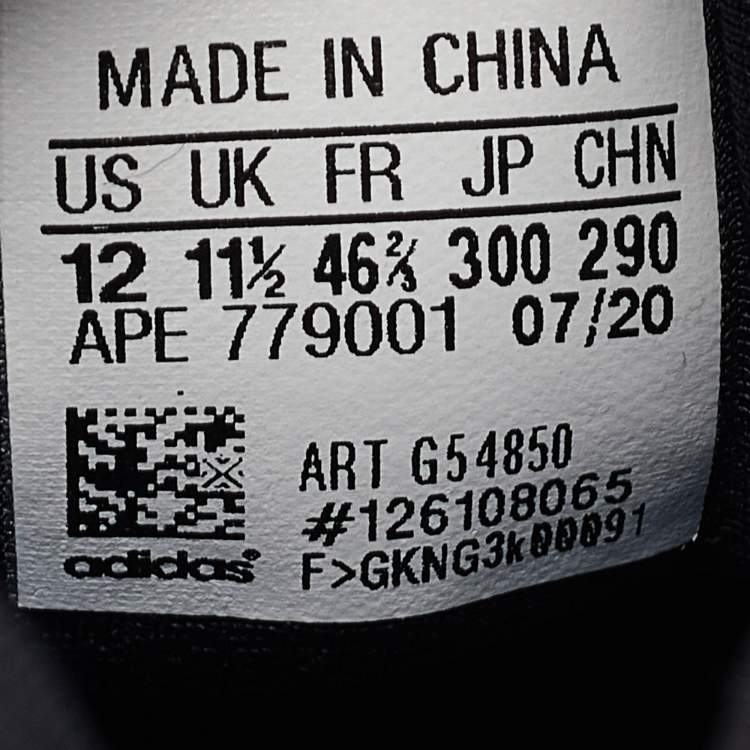 MADE IN CHINA
US UK FR JP CHN
12 11½ 46⅔ 300 290
APE 779001 07/20
ART G54850
#126108065
F>GKNG3k00091
adidas®